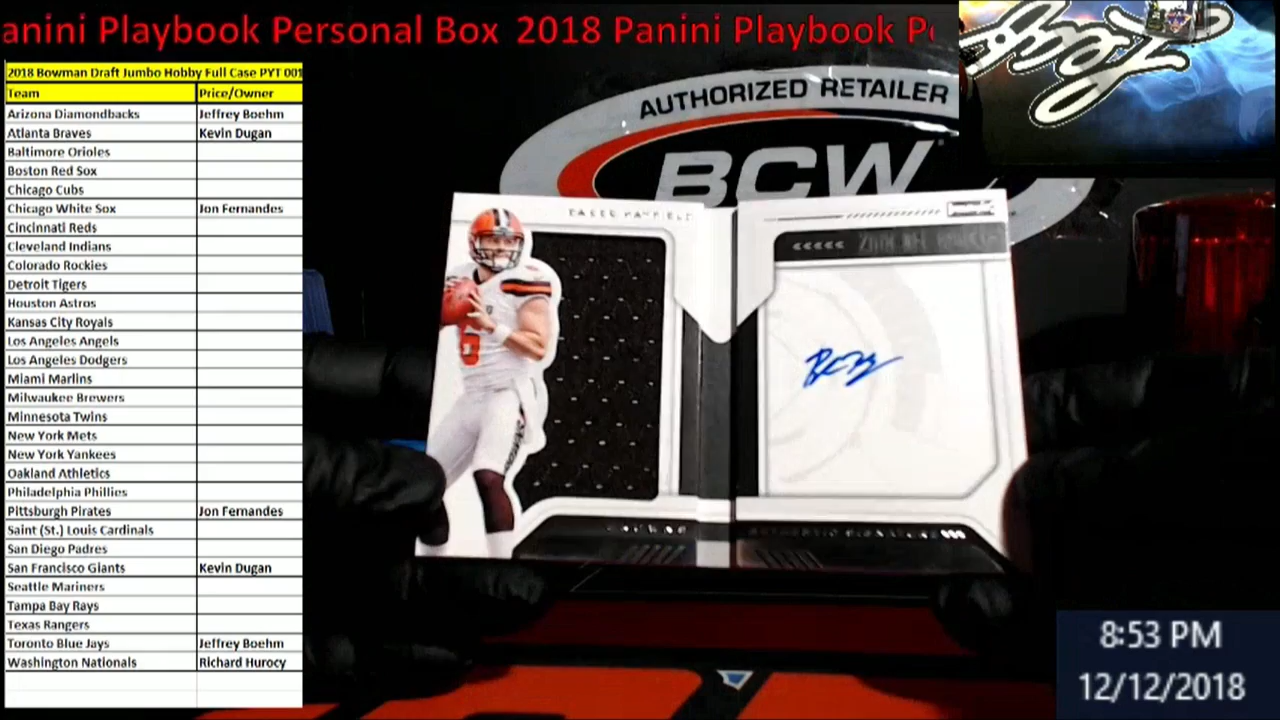 anini Playbook Personal Box 2018 Panini Playbook P
2018 Bowman Draft Jumbo Hobby Full Case PYT 001
Team Price/Owner
Arizona Diamondbacks Jeffrey Boehm
Atlanta Braves Kevin Dugan
Baltimore Orioles
Boston Red Sox
Chicago Cubs
Chicago White Sox Jon Fernandes
Cincinnati Reds
Cleveland Indians
Colorado Rockies
Detroit Tigers
Houston Astros
Kansas City Royals
Los Angeles Angels
Los Angeles Dodgers
Miami Marlins
Milwaukee Brewers
Minnesota Twins
New York Mets
New York Yankees
Oakland Athletics
Philadelphia Phillies
Pittsburgh Pirates Jon Fernandes
Saint (St.) Louis Cardinals
San Diego Padres
San Francisco Giants Kevin Dugan
Seattle Mariners
Tampa Bay Rays
Texas Rangers
Toronto Blue Jays Jeffrey Boehm
Washington Nationals Richard Hurocy
AUTHORIZED RETAILER
BCW
6
8:53 PM
12/12/2018